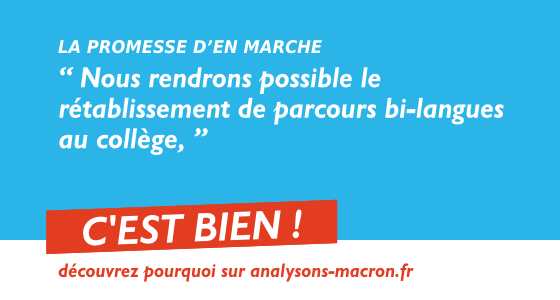 LA PROMESSE D’EN MARCHE
“ Nous rendrons possible le
rétablissement de parcours bi-langues
au collège, ”
C'EST BIEN !
découvrez pourquoi sur analysons-macron.fr